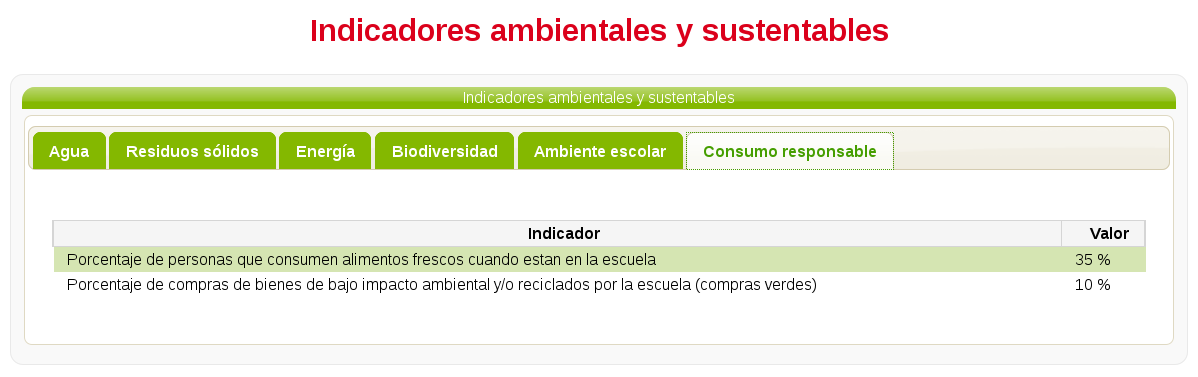 Indicadores ambientales y sustentables
Indicadores ambientales y sustentables
Agua Residuos sólidos Energía Biodiversidad Ambiente escolar Consumo responsable
Indicador Valor
Porcentaje de personas que consumen alimentos frescos cuando estan en la escuela 35 %
Porcentaje de compras de bienes de bajo impacto ambiental y/o reciclados por la escuela (compras verdes) 10 %